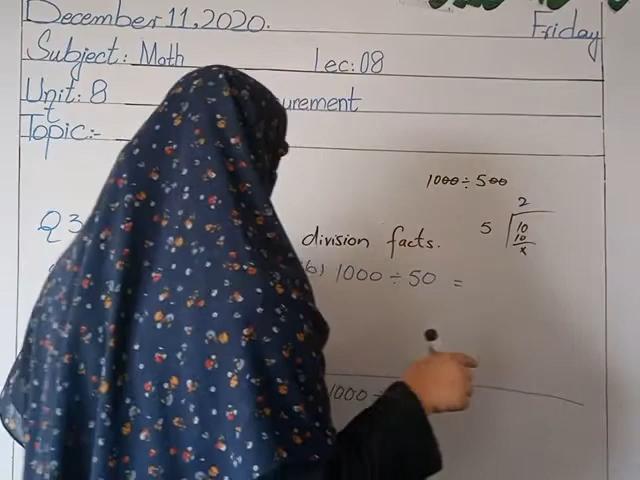 December 11, 2020. Friday
Subject: Math Lec: 08
Unit: 8 urement
Topic:-
1000 ÷ 500
2
5 10
10
x
Q3 division facts.
b) 1000 ÷ 50 =
1000 ÷